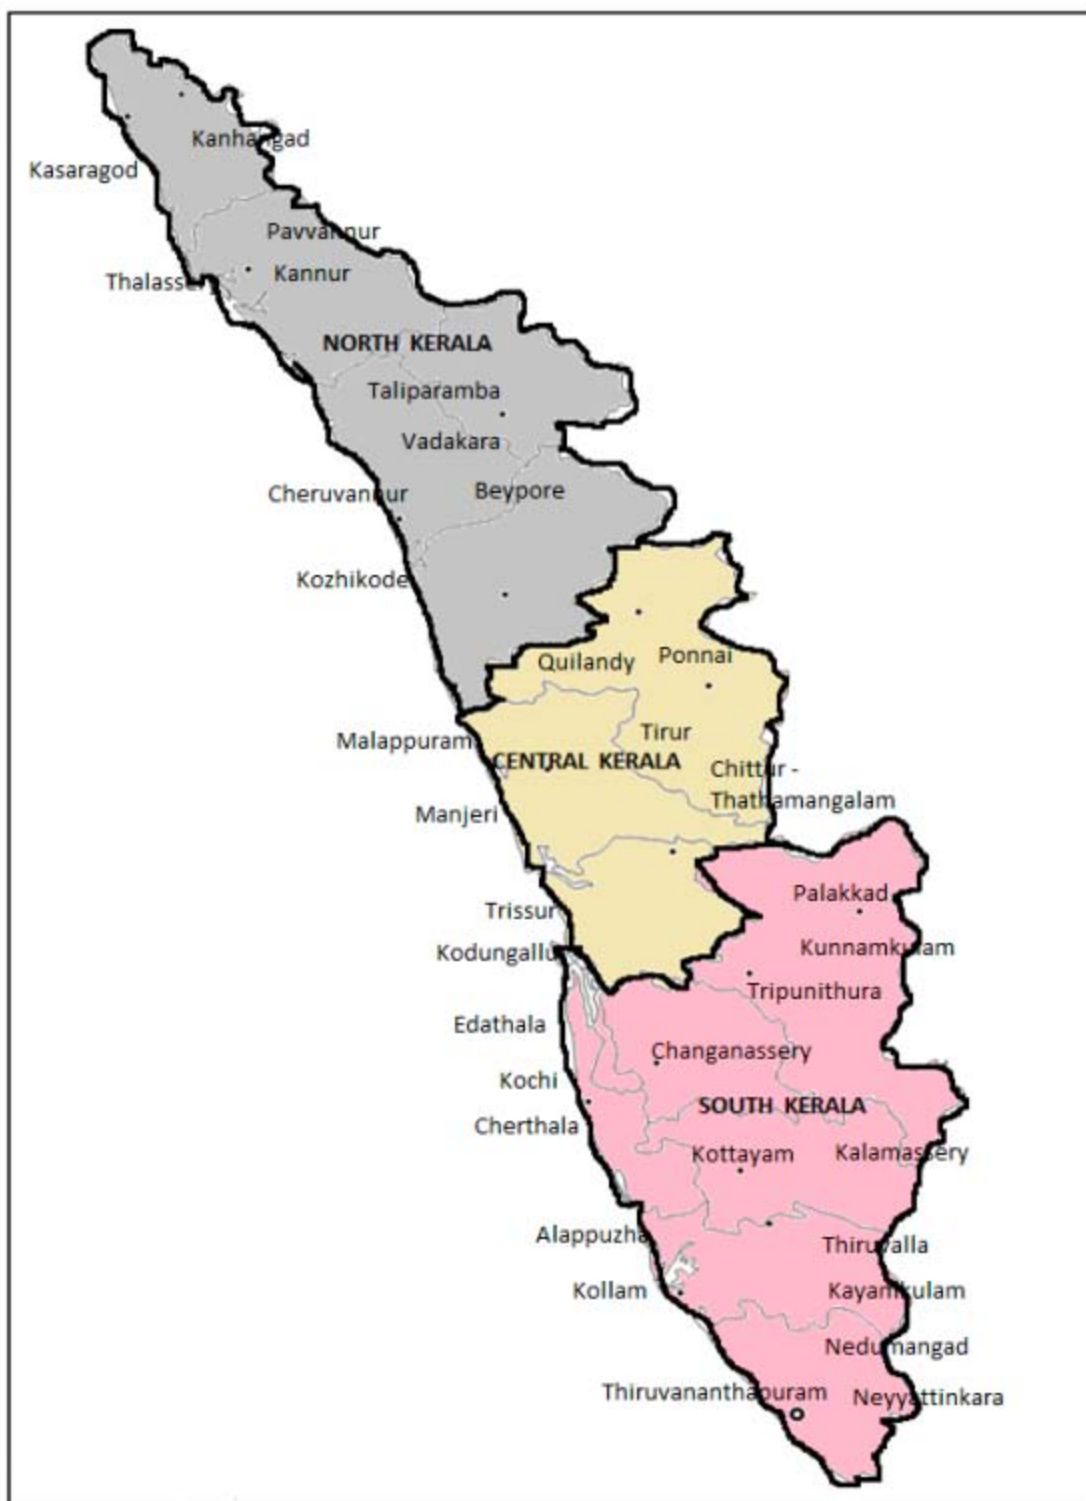 Kanhangad
Kasaragod
Pavvannur
Kannur
Thalassery
NORTH KERALA
Taliparamba
Vadakara
Cheruvannur
Beypore
Kozhikode
Quilandy
Ponnai
Tirur
Malappuram
CENTRAL KERALA
Chittur -
Thathamangalam
Manjeri
Palakkad
Trissur
Kunnamkulam
Kodungallu
Tripunithura
Edathala
Changanassery
Kochi
SOUTH KERALA
Cherthala
Kottayam
Kalamassery
Alappuzha
Thiruvalla
Kollam
Kayamkulam
Nedumangad
Thiruvananthapuram
Neyyattinkara